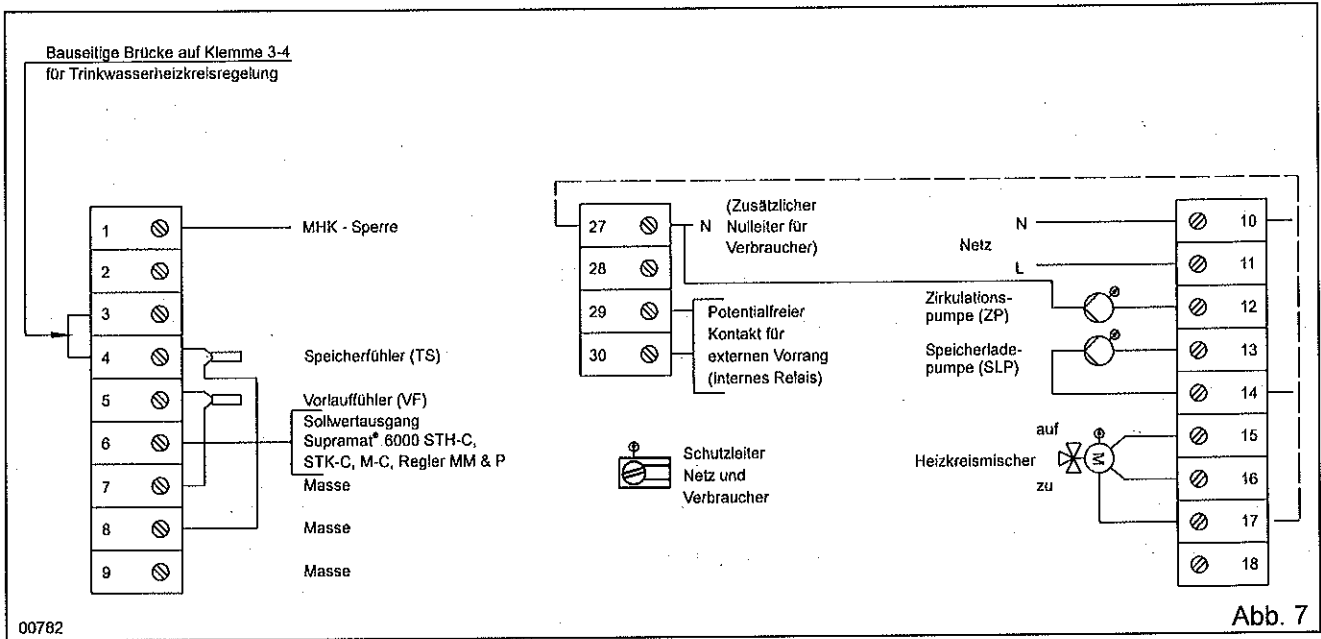 Bauseitige Brücke auf Klemme 3-4
für Trinkwasserheizkreisregelung
1
MHK - Sperre
2
3
4
Speicherfühler (TS)
5
Vorlauffühler (VF)
6
Sollwertausgang
Supramat® 6000 STH-C,
STK-C, M-C, Regler MM & P
7
Masse
8
Masse
9
Masse
27
N
(Zusätzlicher
Nulleiter für
Verbraucher)
28
29
30
Potentialfreier
Kontakt für
externen Vorrang
(internes Relais)
Schutzleiter
Netz und
Verbraucher
N
10
Netz
L
11
Zirkulations-
pumpe (ZP)
12
Speicherlade-
pumpe (SLP)
13
14
auf
15
Heizkreismischer
M
zu
16
17
18
00782
Abb. 7